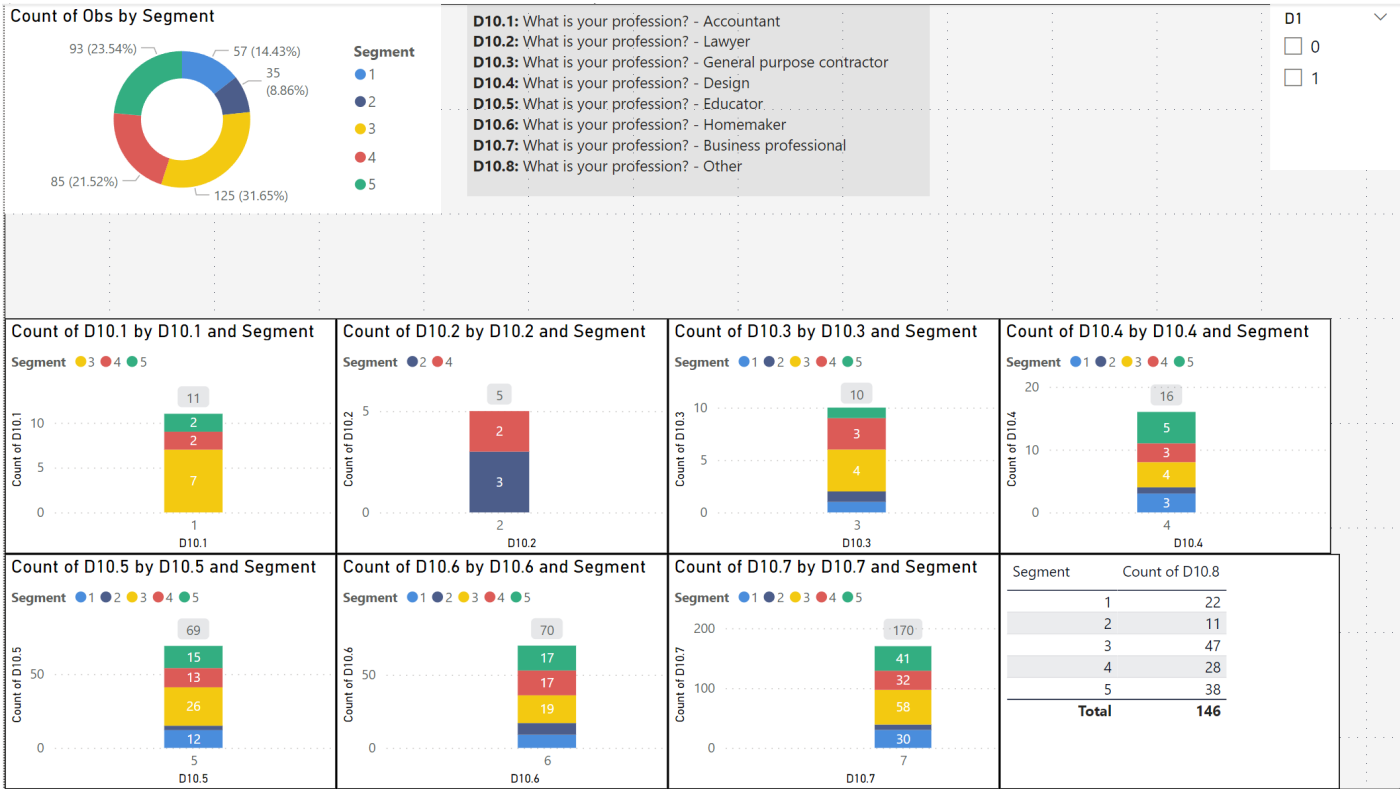 Count of Obs by Segment
93 (23.54%)
57 (14.43%)
35
(8.86%)
85 (21.52%)
125 (31.65%)
Segment
1
2
3
4
5
D10.1: What is your profession? - Accountant
D10.2: What is your profession? - Lawyer
D10.3: What is your profession? - General purpose contractor
D10.4: What is your profession? - Design
D10.5: What is your profession? - Educator
D10.6: What is your profession? - Homemaker
D10.7: What is your profession? - Business professional
D10.8: What is your profession? - Other
D1
0
1
Count of D10.1 by D10.1 and Segment
Segment 3 4 5
Count of D10.1
10
5
0
11
2
2
7
1
D10.1
Count of D10.2 by D10.2 and Segment
Segment 2 4
Count of D10.2
5
0
5
2
3
2
D10.2
Count of D10.3 by D10.3 and Segment
Segment 1 2 3 4 5
Count of D10.3
10
5
0
10
3
4
3
D10.3
Count of D10.4 by D10.4 and Segment
Segment 1 2 3 4 5
Count of D10.4
20
10
0
16
5
3
4
3
4
D10.4
Count of D10.5 by D10.5 and Segment
Segment 1 2 3 4 5
Count of D10.5
50
0
69
15
13
26
12
5
D10.5
Count of D10.6 by D10.6 and Segment
Segment 1 2 3 4 5
Count of D10.6
50
0
70
17
17
19
6
D10.6
Count of D10.7 by D10.7 and Segment
Segment 1 2 3 4 5
Count of D10.7
200
100
0
170
41
32
58
30
7
D10.7
Segment Count of D10.8
1 22
2 11
3 47
4 28
5 38
Total 146